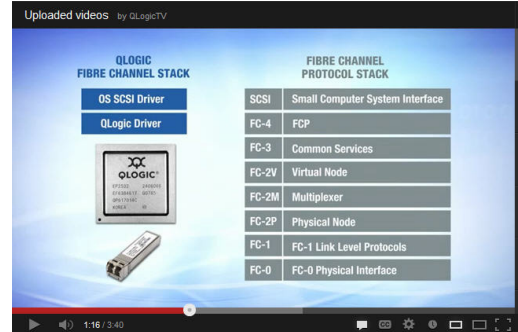 Uploaded videos by QLogicTV
QLOGIC
FIBRE CHANNEL STACK
OS SCSI Driver
QLogic Driver
QLOGIC
FIBRE CHANNEL
PROTOCOL STACK
SCSI Small Computer System Interface
FC-4 FCP
FC-3 Common Services
FC-2V Virtual Node
FC-2M Multiplexer
FC-2P Physical Node
FC-1 FC-1 Link Level Protocols
FC-0 FC-0 Physical Interface
1:16 / 3:40
CC